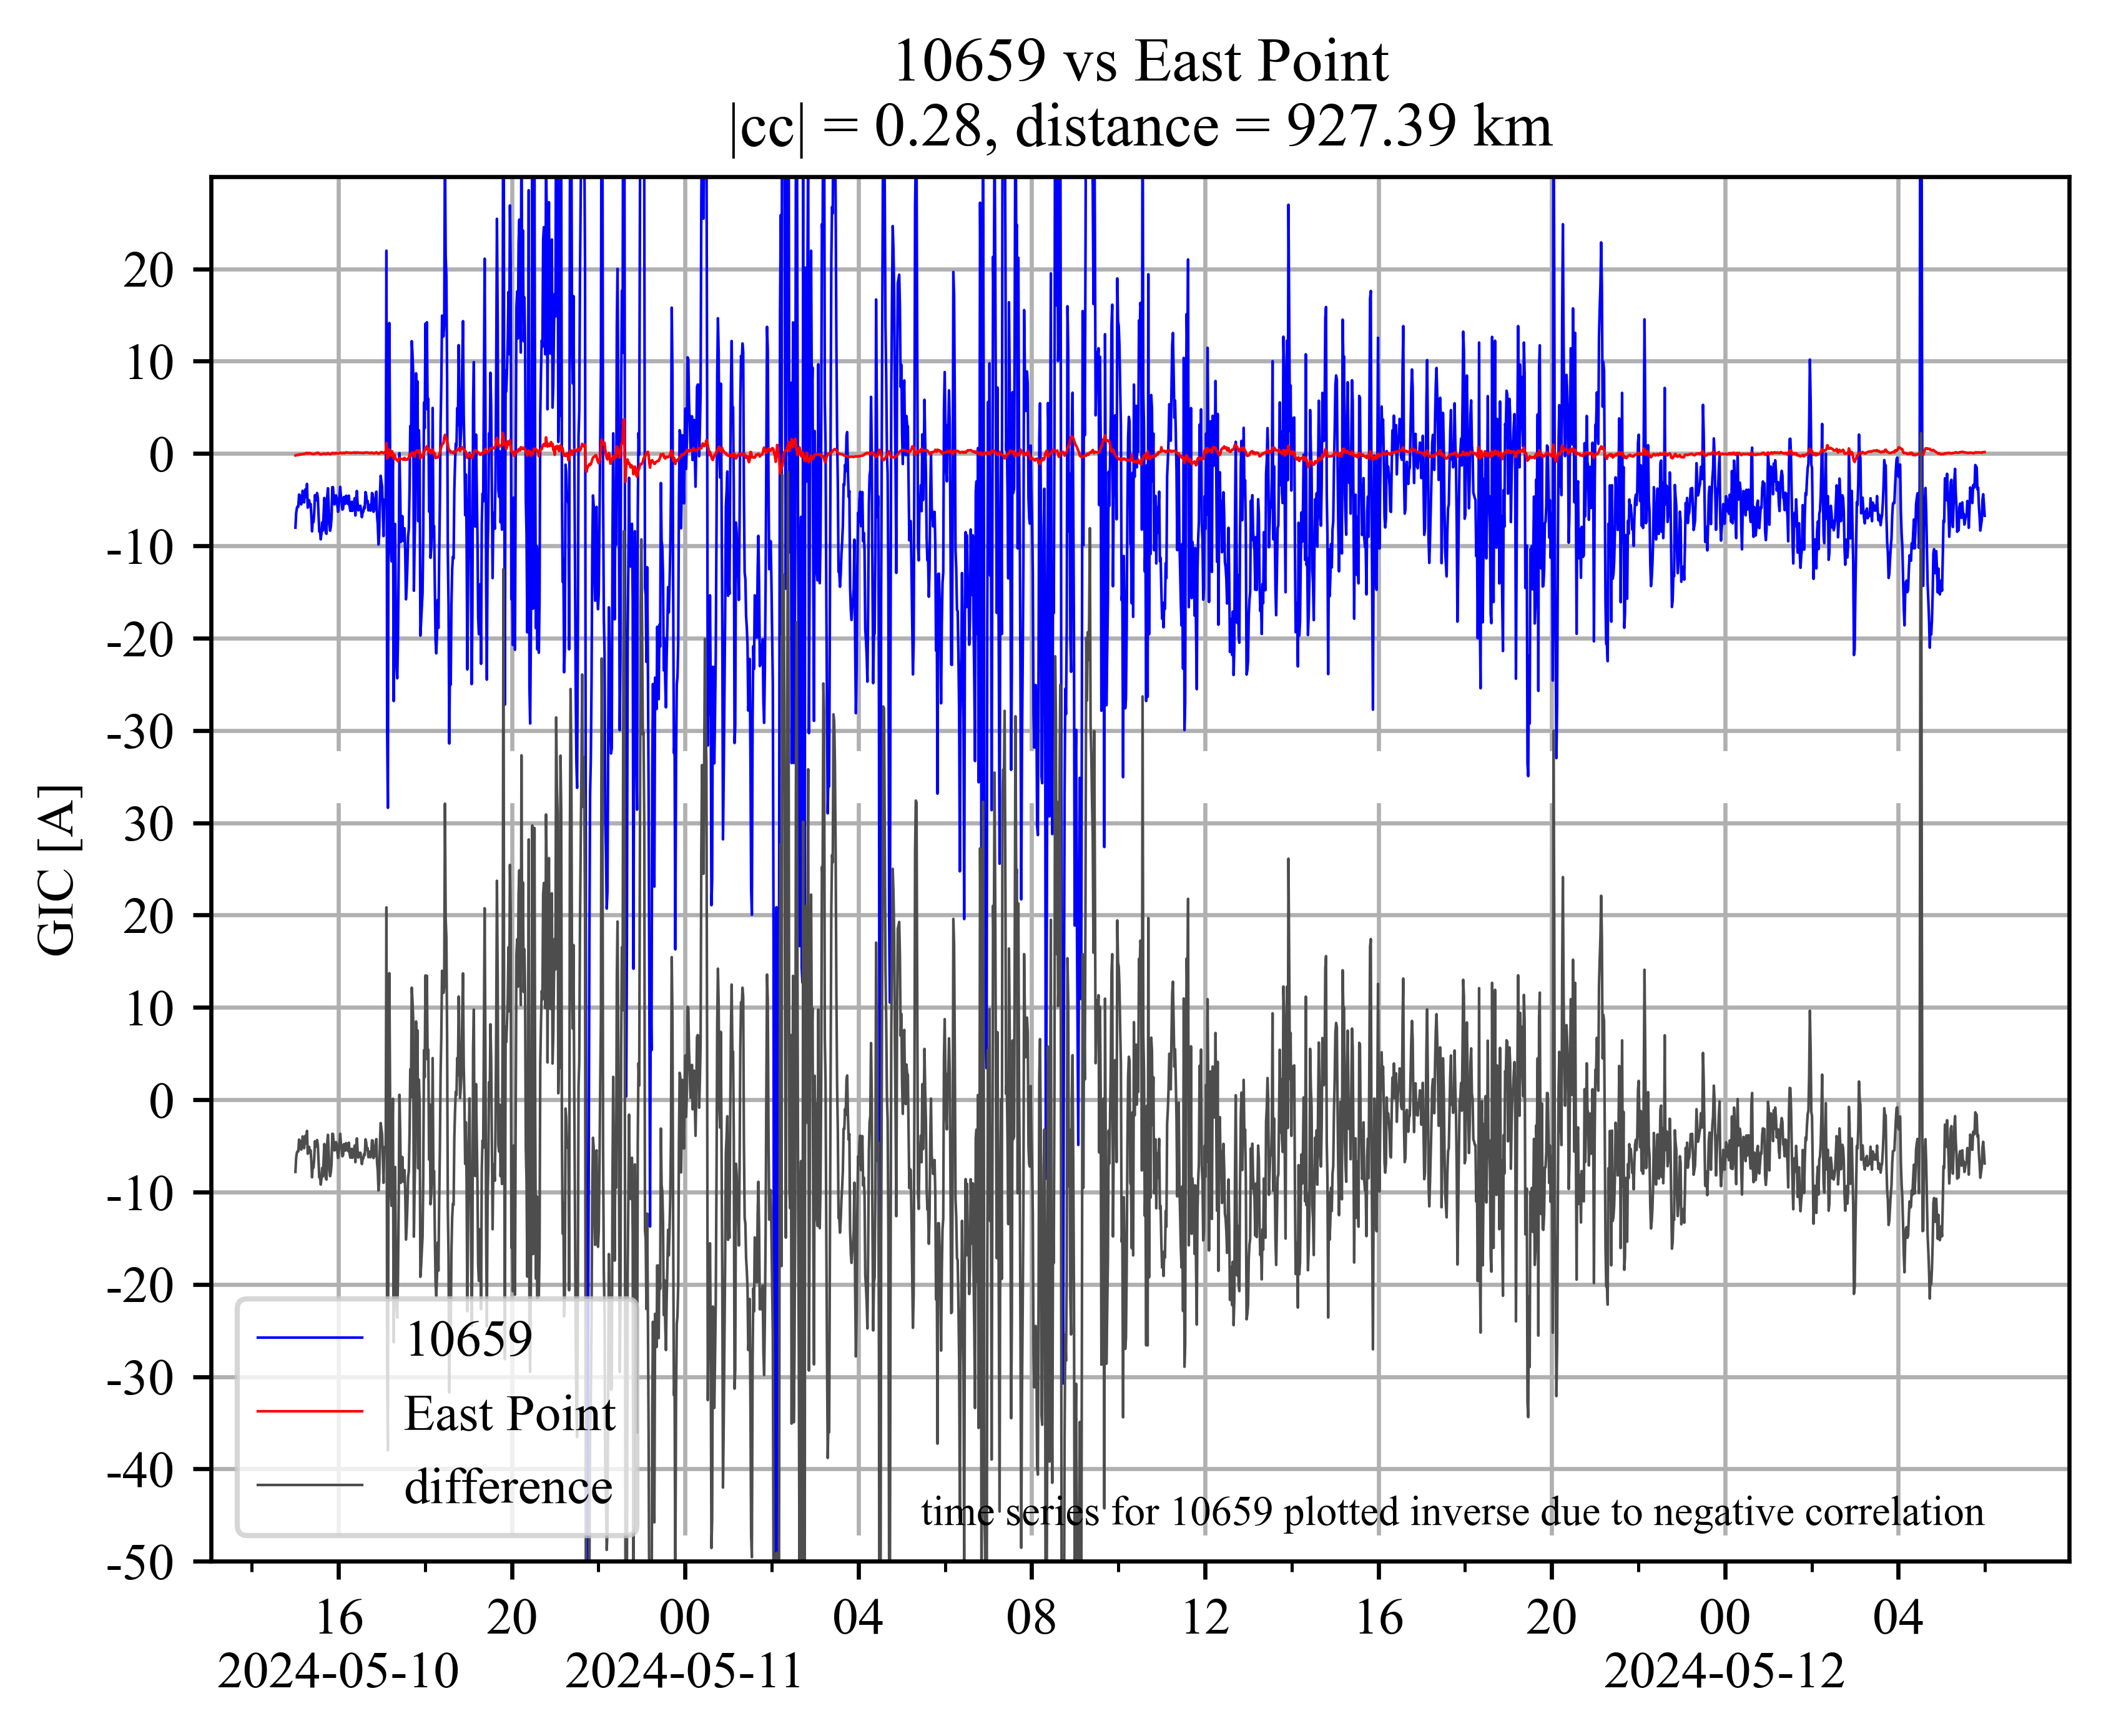 10659 vs East Point
|cc| = 0.28, distance = 927.39 km
GIC [A]
20
10
0
-10
-20
-30
30
20
10
0
-10
-20
-30
-40
-50
10659
East Point
difference
time series for 10659 plotted inverse due to negative correlation
16 20 00 04 08 12 16 20 00 04
2024-05-10 2024-05-11 2024-05-12